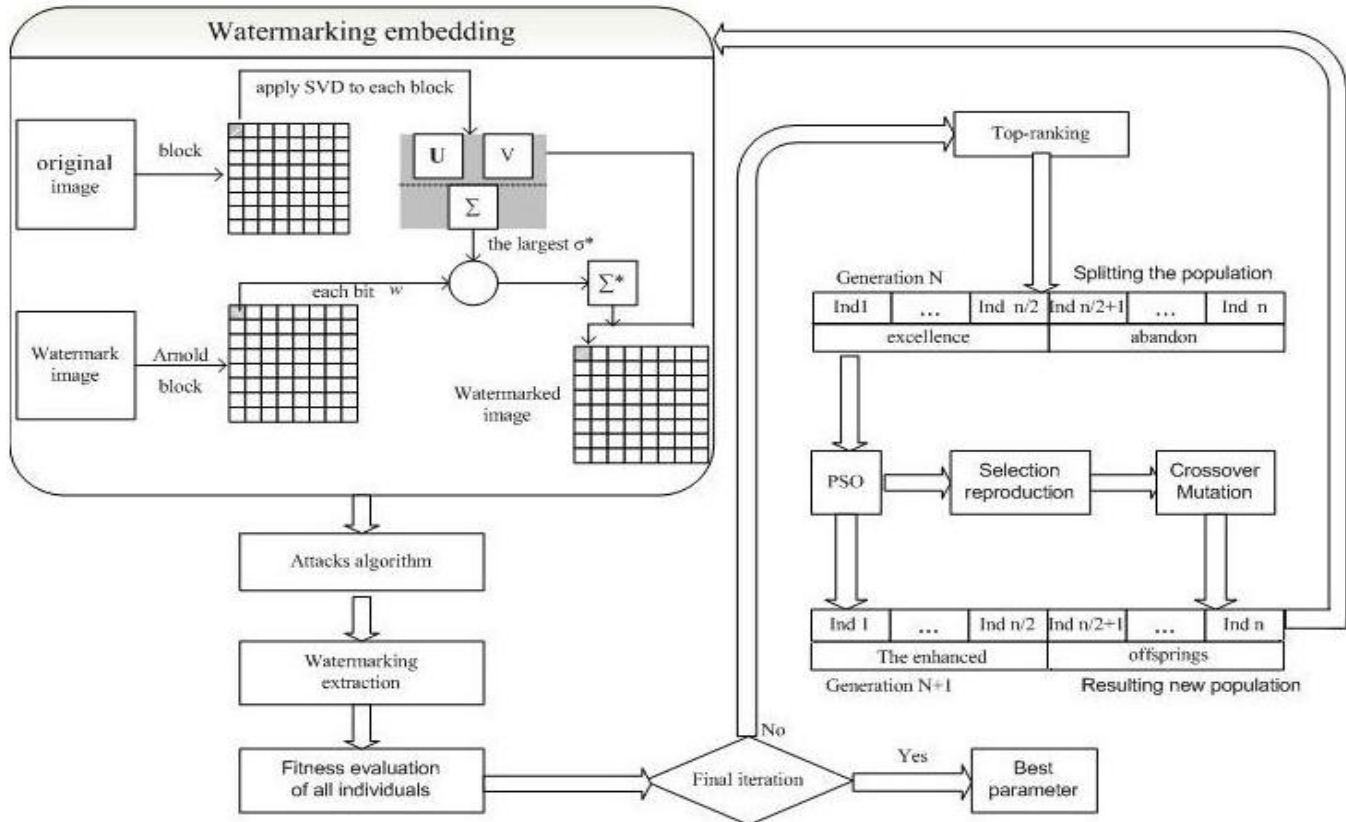 Watermarking embedding
apply SVD to each block
original
image
block
U
V
Σ
the largest σ*
each bit w
Σ*
Watermark
image
Arnold
block
Watermarked
image
Attacks algorithm
Watermarking
extraction
Fitness evaluation
of all individuals
Final iteration
No
Yes
Best
parameter
Top-ranking
Generation N
Splitting the population
Ind1 ... Ind n/2 Ind n/2+1 ... Ind n
excellence abandon
PSO
Selection
reproduction
Crossover
Mutation
Ind 1 ... Ind n/2 Ind n/2+1 ... Ind n
The enhanced offsprings
Generation N+1
Resulting new population